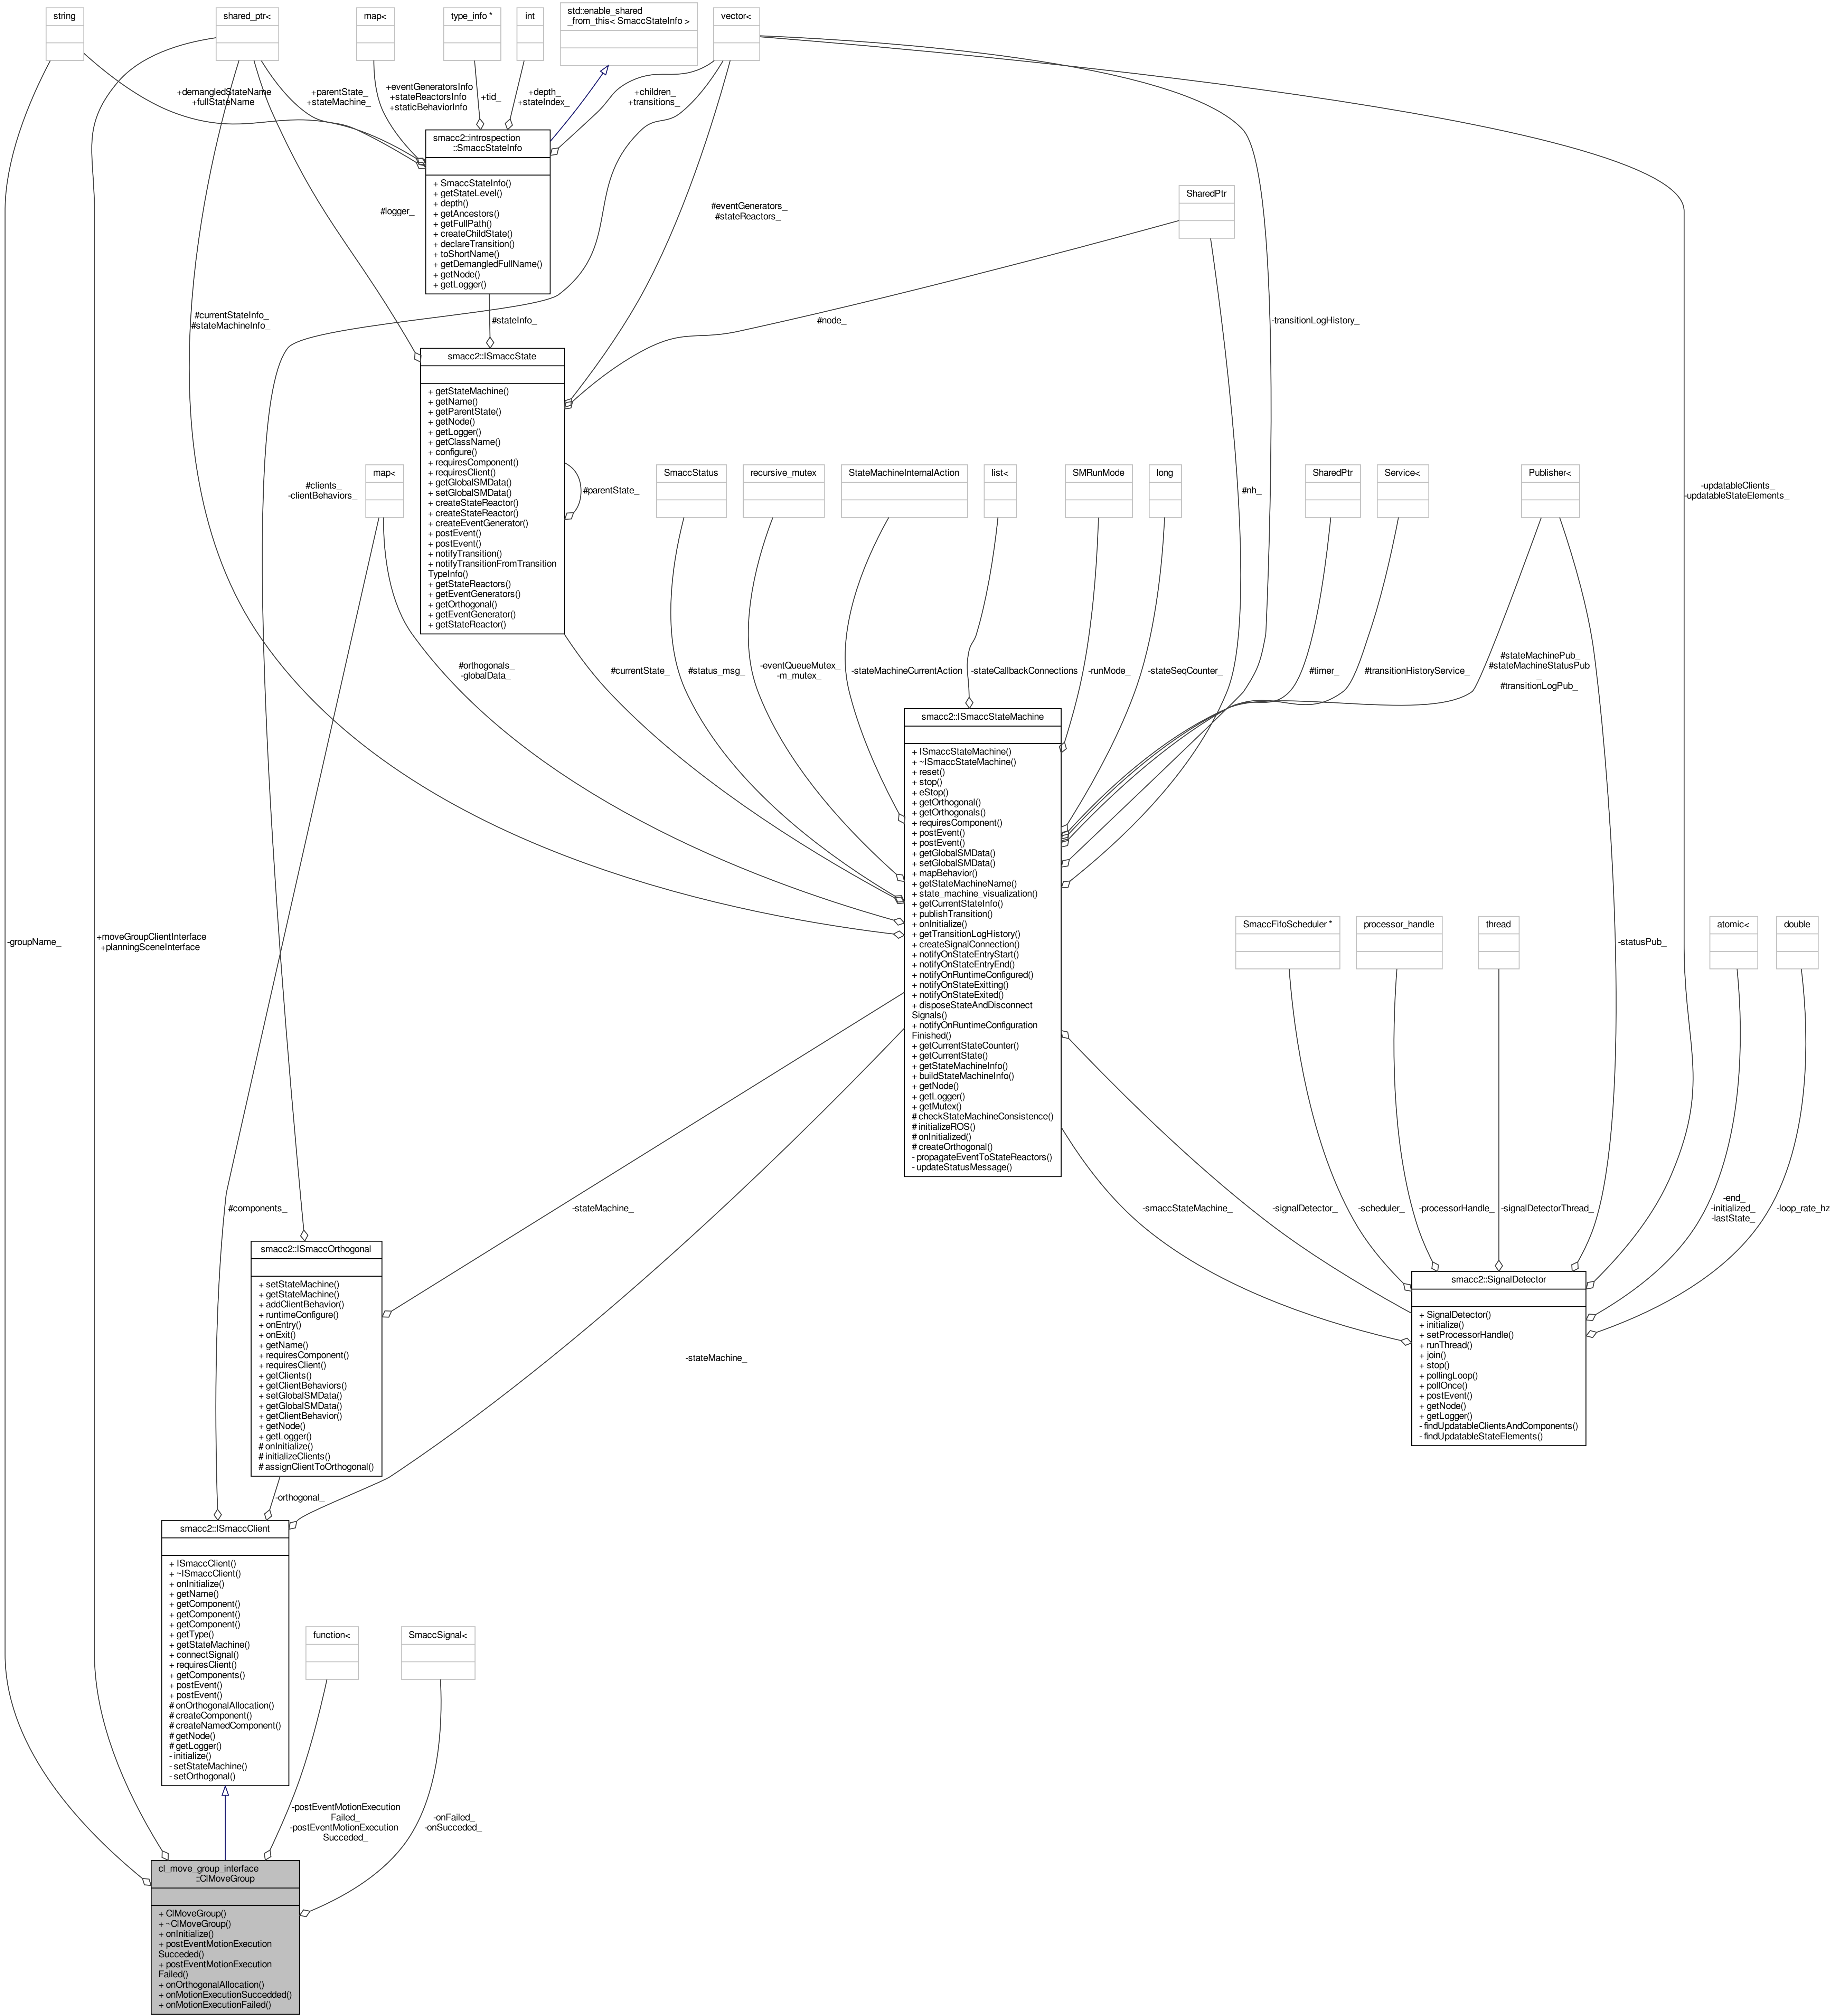 string
shared_ptr<
map<
type_info *
int
std::enable_shared
_from_this< SmaccStateInfo >
vector<
+demangledStateName
+fullStateName
+parentState_
+stateMachine_
+eventGeneratorsInfo
+stateReactorsInfo
+staticBehaviorInfo
+tid_
+depth_
+stateIndex_
+children_
+transitions_
smacc2::introspection
::SmaccStateInfo
+ SmaccStateInfo()
+ getStateLevel()
+ depth()
+ getAncestors()
+ getFullPath()
+ createChildState()
+ declareTransition()
+ toShortName()
+ getDemangledFullName()
+ getNode()
+ getLogger()
#logger_
#eventGenerators_
#stateReactors_
SharedPtr
#currentStateInfo_
#stateMachineInfo_
#stateInfo_
#node_
-transitionLogHistory_
smacc2::ISmaccState
+ getStateMachine()
+ getName()
+ getParentState()
+ getNode()
+ getLogger()
+ getClassName()
+ configure()
+ requiresComponent()
+ requiresClient()
+ getGlobalSMData()
+ setGlobalSMData()
+ createStateReactor()
+ createStateReactor()
+ createEventGenerator()
+ postEvent()
+ postEvent()
+ notifyTransition()
+ notifyTransitionFromTransition
TypeInfo()
+ getStateReactors()
+ getEventGenerators()
+ getOrthogonal()
+ getEventGenerator()
+ getStateReactor()
#parentState_
#clients_
-clientBehaviors_
map<
SmaccStatus
recursive_mutex
StateMachineInternalAction
list<
SMRunMode
long
#nh_
SharedPtr
Service<
Publisher<
-updatableClients_
-updatableStateElements_
#orthogonals_
-globalData_
#currentState_
#status_msg_
-eventQueueMutex_
-m_mutex_
-stateMachineCurrentAction
-stateCallbackConnections
-runMode_
-stateSeqCounter_
#timer_
#transitionHistoryService_
#stateMachinePub_
#stateMachineStatusPub
_
#transitionLogPub_
smacc2::ISmaccStateMachine
+ ISmaccStateMachine()
+ ~ISmaccStateMachine()
+ reset()
+ stop()
+ eStop()
+ getOrthogonal()
+ getOrthogonals()
+ requiresComponent()
+ postEvent()
+ postEvent()
+ getGlobalSMData()
+ setGlobalSMData()
+ mapBehavior()
+ getStateMachineName()
+ state_machine_visualization()
+ getCurrentStateInfo()
+ publishTransition()
+ onInitialize()
+ getTransitionLogHistory()
+ createSignalConnection()
+ notifyOnStateEntryStart()
+ notifyOnStateEntryEnd()
+ notifyOnRuntimeConfigured()
+ notifyOnStateExitting()
+ notifyOnStateExited()
+ disposeStateAndDisconnect
Signals()
+ notifyOnRuntimeConfiguration
Finished()
+ getCurrentStateCounter()
+ getCurrentState()
+ getStateMachineInfo()
+ buildStateMachineInfo()
+ getNode()
+ getLogger()
+ getMutex()
# checkStateMachineConsistence()
# initializeROS()
# onInitialized()
# createOrthogonal()
- propagateEventToStateReactors()
- updateStatusMessage()
-groupName_
+moveGroupClientInterface
+planningSceneInterface
SmaccFifoScheduler *
processor_handle
thread
-statusPub_
atomic<
double
#components_
-stateMachine_
-smaccStateMachine_
-signalDetector_
-scheduler_
-processorHandle_
-signalDetectorThread_
-end_
-initialized_
-lastState_
-loop_rate_hz
smacc2::ISmaccOrthogonal
+ setStateMachine()
+ getStateMachine()
+ addClientBehavior()
+ runtimeConfigure()
+ onEntry()
+ onExit()
+ getName()
+ requiresComponent()
+ requiresClient()
+ getClients()
+ getClientBehaviors()
+ setGlobalSMData()
+ getGlobalSMData()
+ getClientBehavior()
+ getNode()
+ getLogger()
# onInitialize()
# initializeClients()
# assignClientToOrthogonal()
-stateMachine_
smacc2::SignalDetector
+ SignalDetector()
+ initialize()
+ setProcessorHandle()
+ runThread()
+ join()
+ stop()
+ pollingLoop()
+ pollOnce()
+ postEvent()
+ getNode()
+ getLogger()
- findUpdatableClientsAndComponents()
- findUpdatableStateElements()
-orthogonal_
smacc2::ISmaccClient
+ ISmaccClient()
+ ~ISmaccClient()
+ onInitialize()
+ getName()
+ getComponent()
+ getComponent()
+ getComponent()
+ getType()
+ getStateMachine()
+ connectSignal()
+ requiresClient()
+ getComponents()
+ postEvent()
+ postEvent()
# onOrthogonalAllocation()
# createComponent()
# createNamedComponent()
# getNode()
# getLogger()
- initialize()
- setStateMachine()
- setOrthogonal()
function<
SmaccSignal<
-postEventMotionExecution
Failed_
-postEventMotionExecution
Succeded_
-onFailed_
-onSucceded_
cl_move_group_interface
::ClMoveGroup
+ ClMoveGroup()
+ ~ClMoveGroup()
+ onInitialize()
+ postEventMotionExecution
Succeded()
+ postEventMotionExecution
Failed()
+ onOrthogonalAllocation()
+ onMotionExecutionSuccedded()
+ onMotionExecutionFailed()